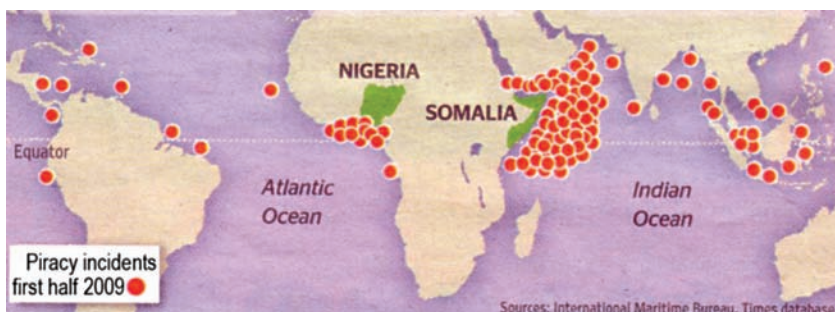 NIGERIA
SOMALIA
Equator
Atlantic
Ocean
Indian
Ocean
Piracy incidents
first half 2009
Sources: International Maritime Bureau, Times database